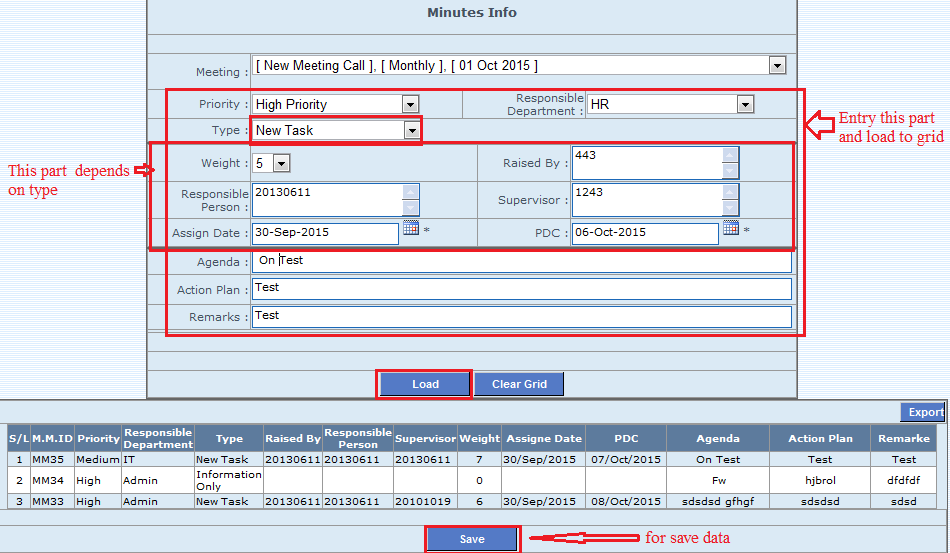 Minutes Info
Meeting : [ New Meeting Call ], [ Monthly ], [ 01 Oct 2015 ]
Priority : High Priority Responsible Department : HR
Type : New Task
Entry this part
and load to grid
This part depends
on type
Weight : 5 Raised By : 443
Responsible Person : 20130611 Supervisor : 1243
Assign Date : 30-Sep-2015 * PDC : 06-Oct-2015 *
Agenda : On Test
Action Plan : Test
Remarks : Test
Load Clear Grid
Export
S/L M.M.ID Priority Responsible Department Type Raised By Responsible Person Supervisor Weight Assigne Date PDC Agenda Action Plan Remarke
1 MM35 Medium IT New Task 20130611 20130611 20130611 7 30/Sep/2015 07/Oct/2015 On Test Test Test
2 MM34 High Admin Information Only 0 Fw hjbrol dfdfdf
3 MM33 High Admin New Task 20130611 20130611 20101019 6 30/Sep/2015 08/Oct/2015 sdsdsd gfhgf sdsdsd sdsd
Save for save data